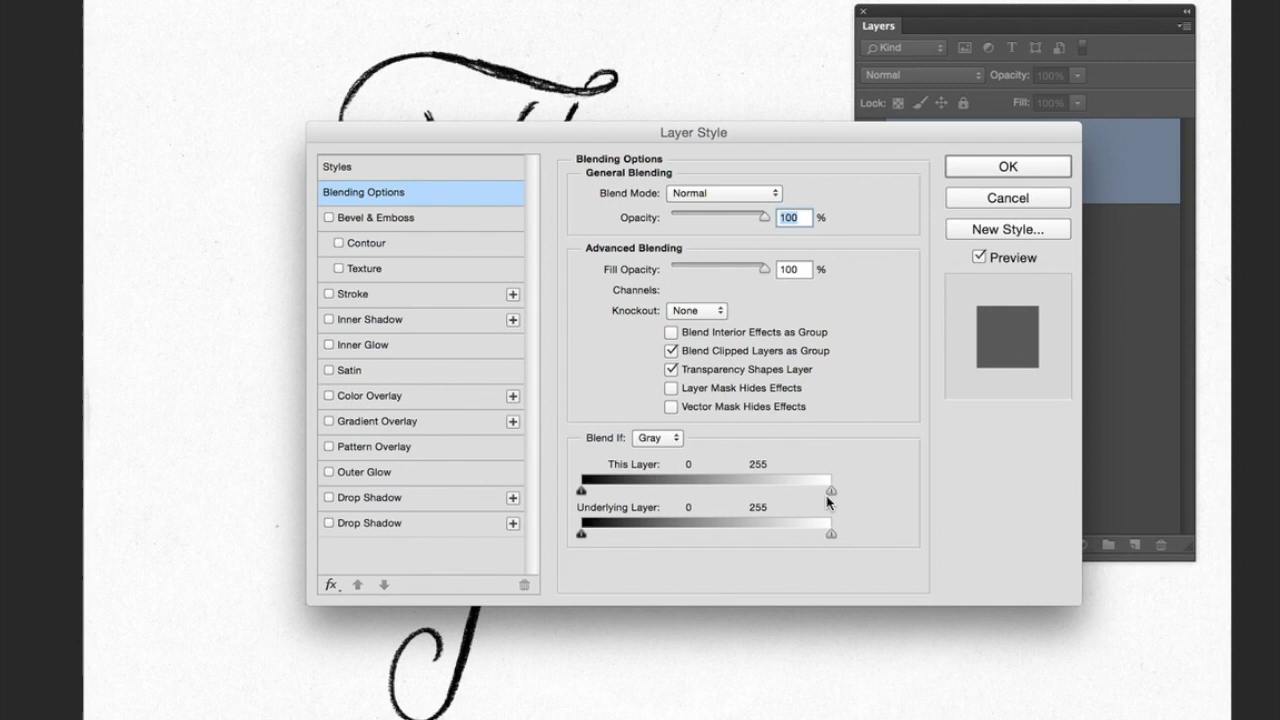 Layers
Kind
Normal Opacity: 100%
Lock: Fill: 100%
Layer Style
Styles
Blending Options
Bevel & Emboss
Contour
Texture
Stroke
Inner Shadow
Inner Glow
Satin
Color Overlay
Gradient Overlay
Pattern Overlay
Outer Glow
Drop Shadow
Drop Shadow
fx
Blending Options
General Blending
Blend Mode: Normal
Opacity: 100 %
Advanced Blending
Fill Opacity: 100 %
Channels:
Knockout: None
Blend Interior Effects as Group
Blend Clipped Layers as Group
Transparency Shapes Layer
Layer Mask Hides Effects
Vector Mask Hides Effects
Blend If: Gray
This Layer: 0 255
Underlying Layer: 0 255
OK
Cancel
New Style...
Preview